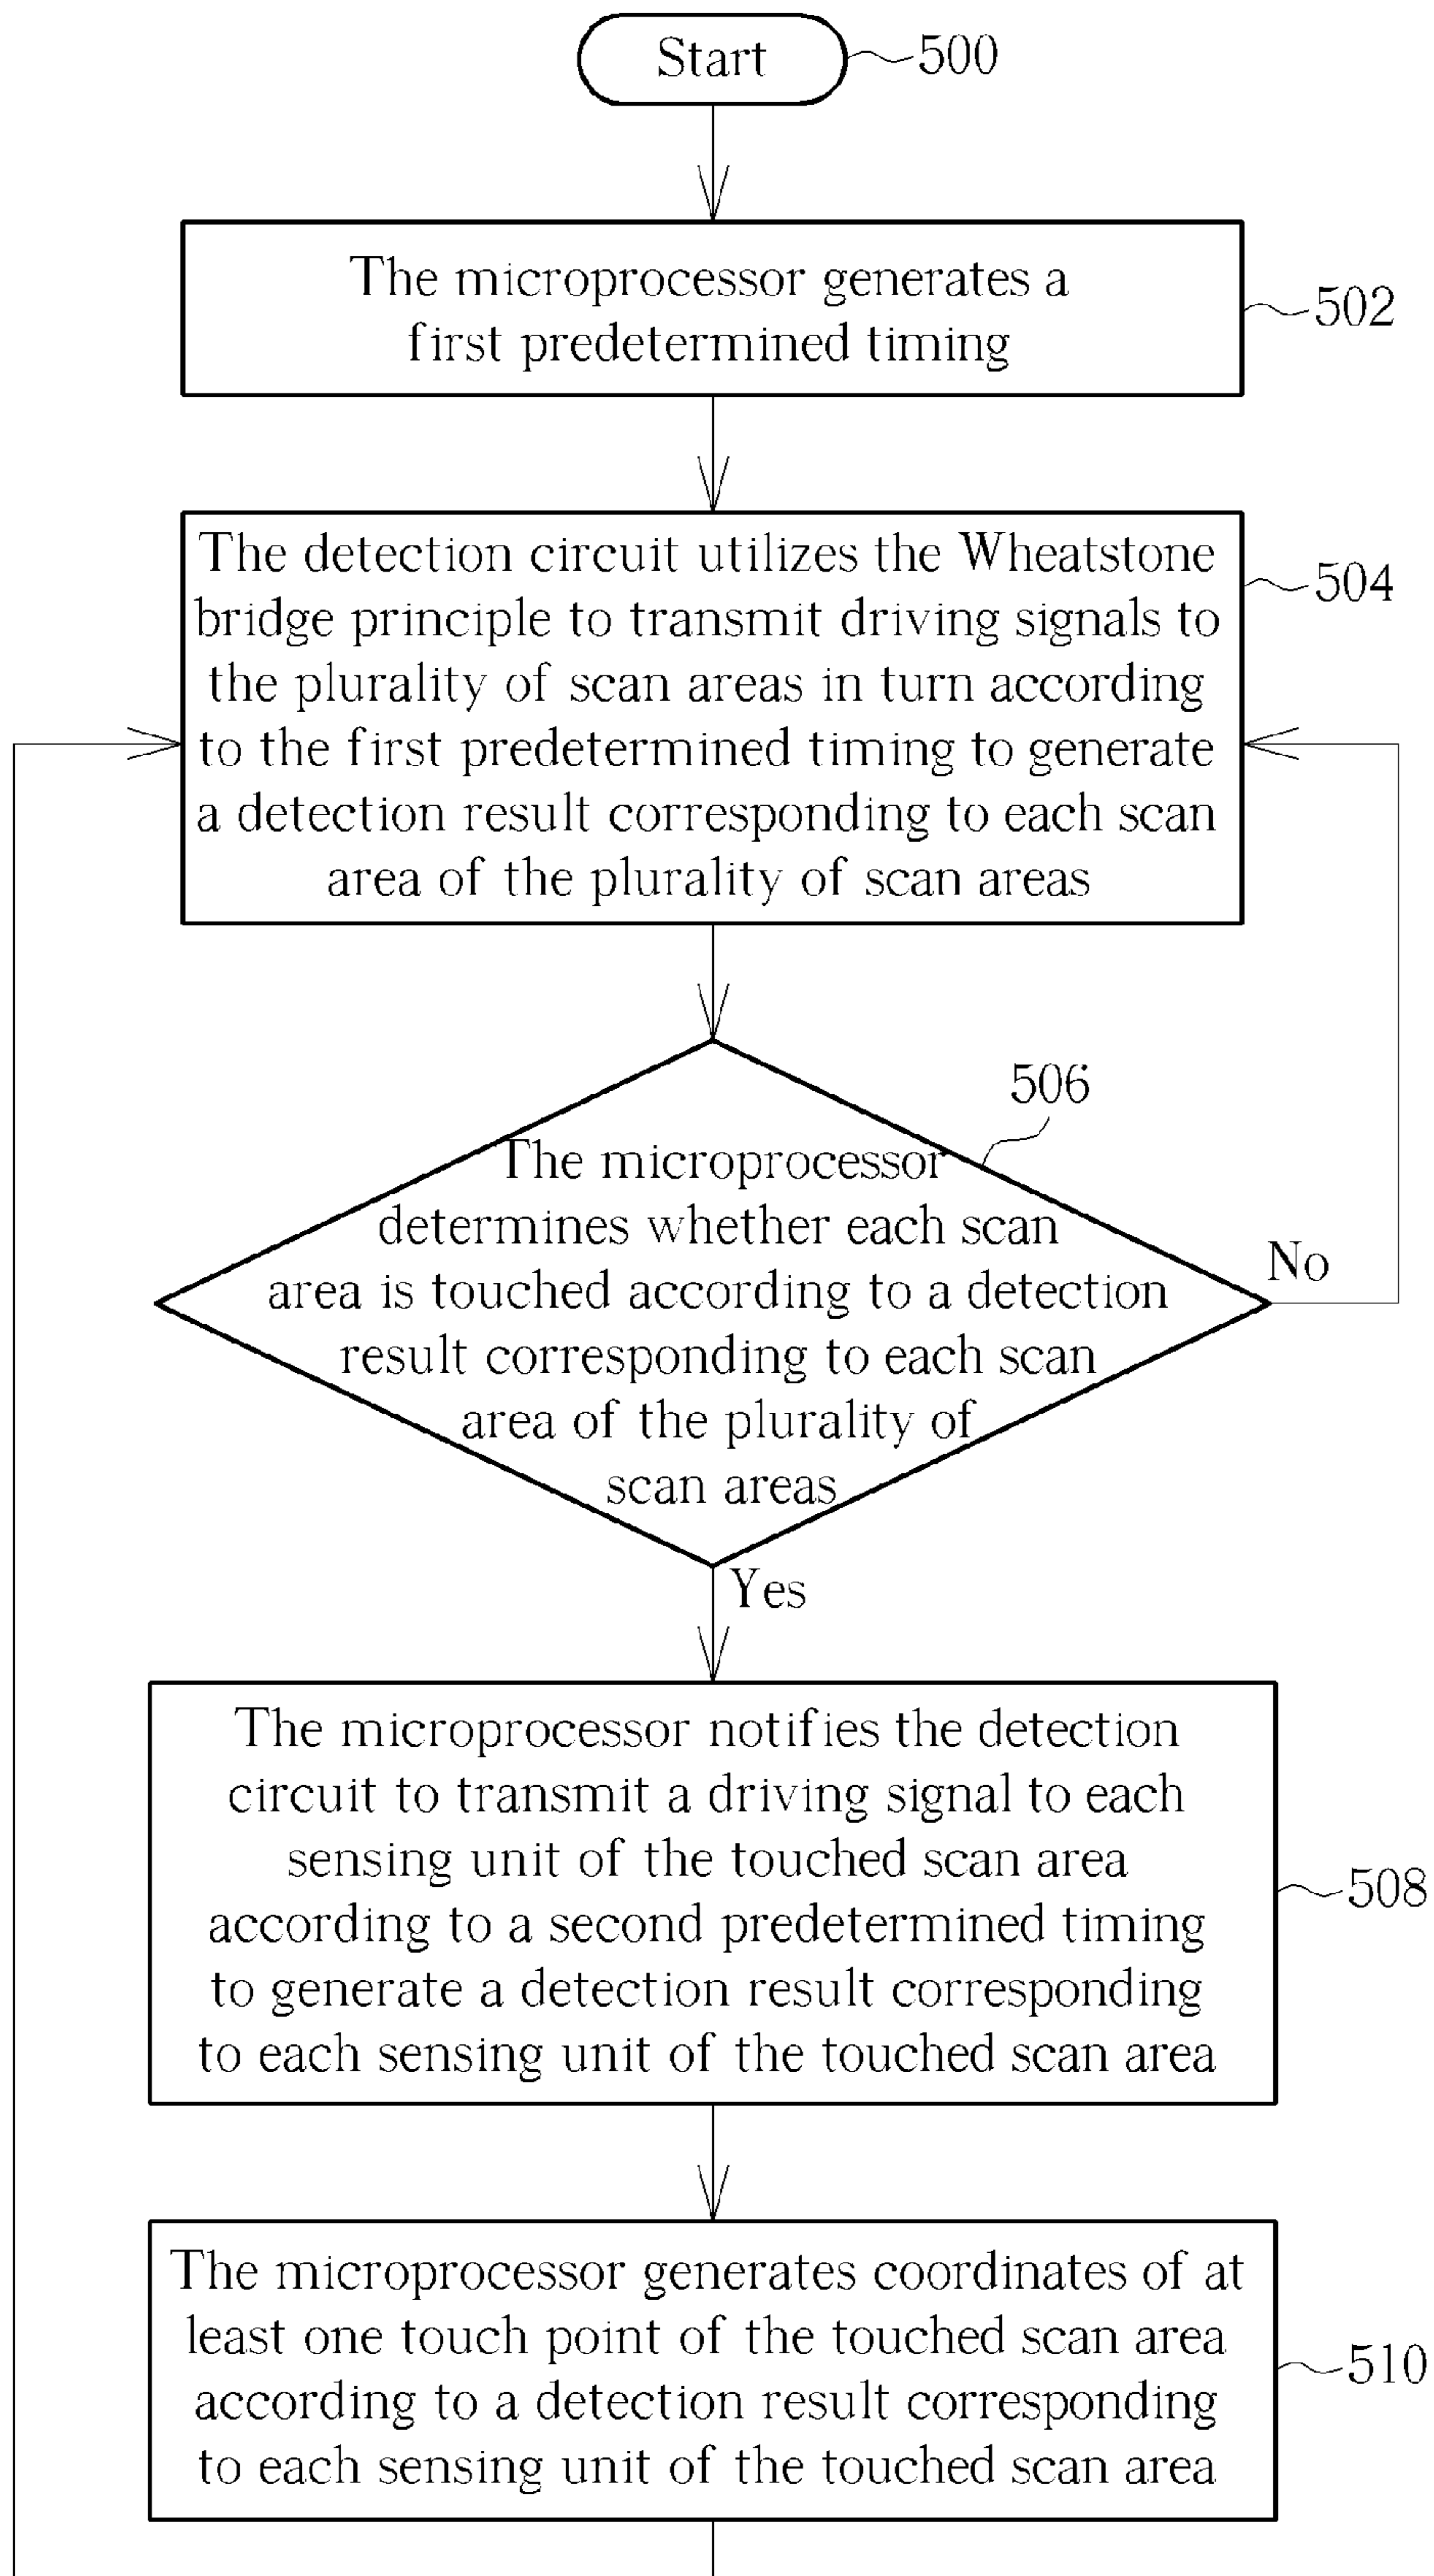 Start
500
The microprocessor generates a
first predetermined timing
502
The detection circuit utilizes the Wheatstone
bridge principle to transmit driving signals to
the plurality of scan areas in turn according
to the first predetermined timing to generate
a detection result corresponding to each scan
area of the plurality of scan areas
504
506
The microprocessor
determines whether each scan
area is touched according to a detection
result corresponding to each scan
area of the plurality of
scan areas
No
Yes
The microprocessor notifies the detection
circuit to transmit a driving signal to each
sensing unit of the touched scan area
according to a second predetermined timing
to generate a detection result corresponding
to each sensing unit of the touched scan area
508
The microprocessor generates coordinates of at
least one touch point of the touched scan area
according to a detection result corresponding
to each sensing unit of the touched scan area
510